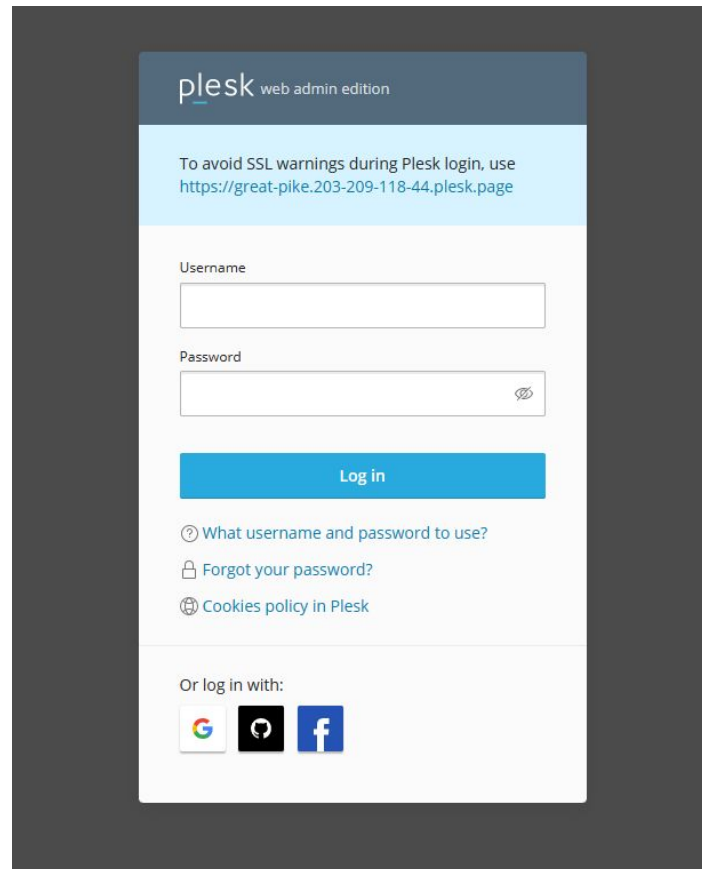 plesk web admin edition
To avoid SSL warnings during Plesk login, use
https://great-pike.203-209-118-44.plesk.page
Username
Password
Log in
What username and password to use?
Forgot your password?
Cookies policy in Plesk
Or log in with: